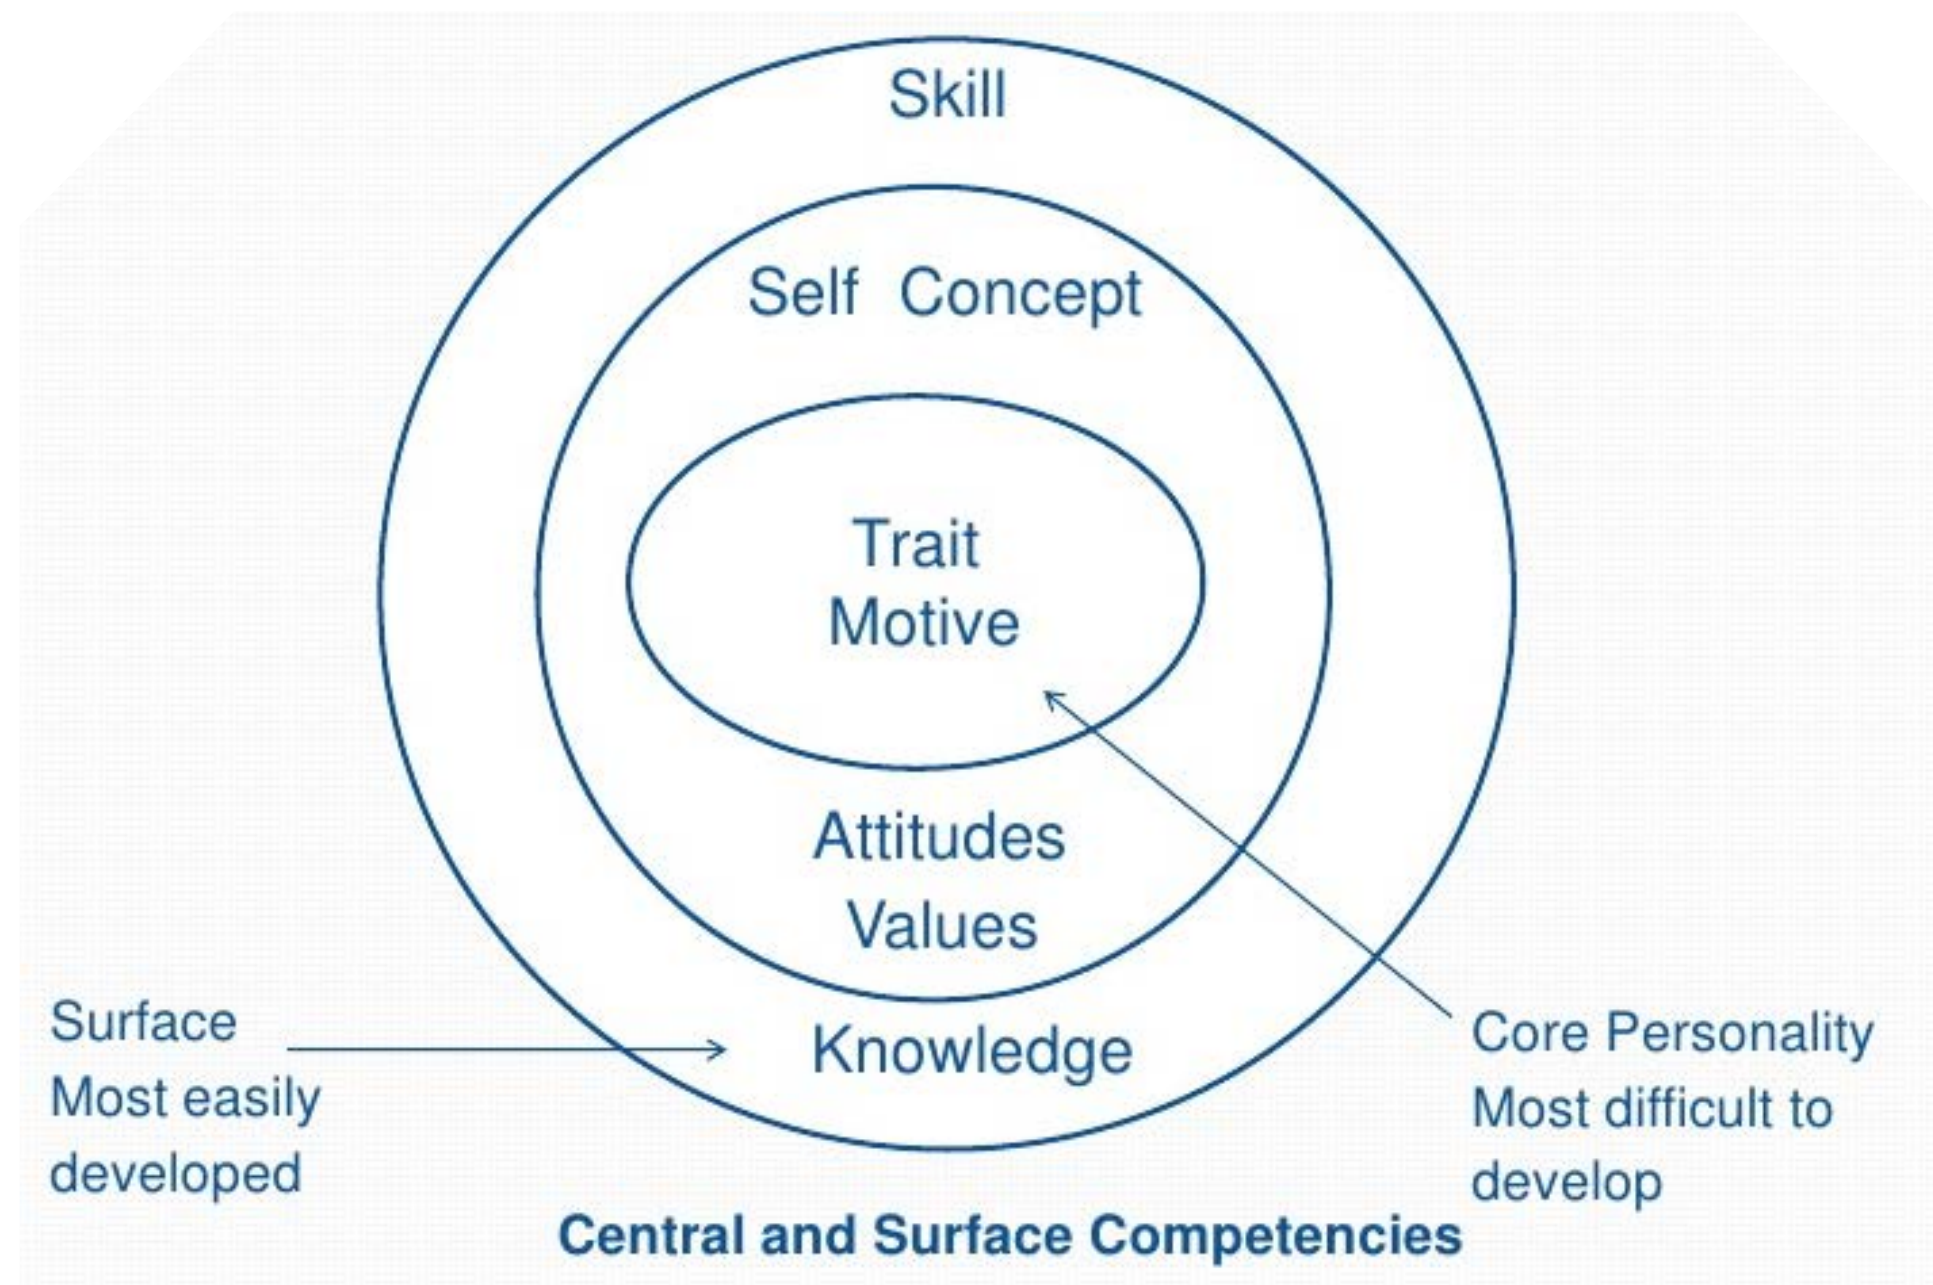 Skill
Self Concept
Trait
Motive
Attitudes
Values
Knowledge
Surface
Most easily
developed
Core Personality
Most difficult to
develop
Central and Surface Competencies